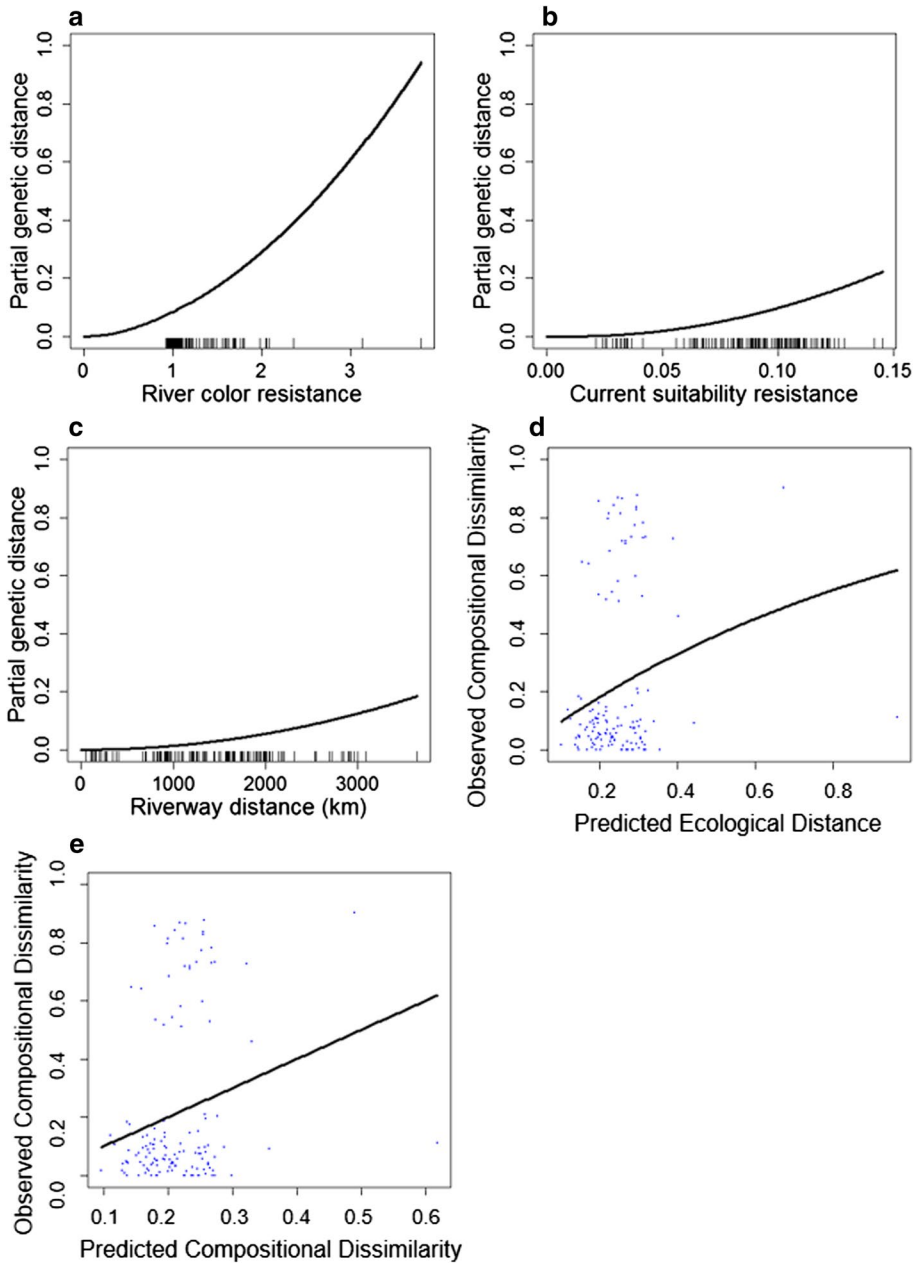 a
Partial genetic distance
1.0
0.8
0.6
0.4
0.2
0.0
0 1 2 3
River color resistance
b
Partial genetic distance
1.0
0.8
0.6
0.4
0.2
0.0
0.00 0.05 0.10 0.15
Current suitability resistance
c
Partial genetic distance
1.0
0.8
0.6
0.4
0.2
0.0
0 1000 2000 3000
Riverway distance (km)
d
Observed Compositional Dissimilarity
1.0
0.8
0.6
0.4
0.2
0.0
0.2 0.4 0.6 0.8
Predicted Ecological Distance
e
Observed Compositional Dissimilarity
1.0
0.8
0.6
0.4
0.2
0.0
0.1 0.2 0.3 0.4 0.5 0.6
Predicted Compositional Dissimilarity